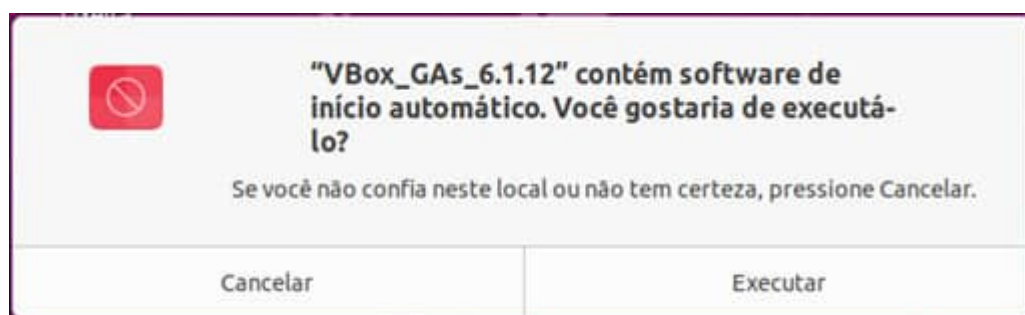 “VBox_GAs_6.1.12” contém software de
início automático. Você gostaria de executá-
lo?
Se você não confia neste local ou não tem certeza, pressione Cancelar.
Cancelar
Executar